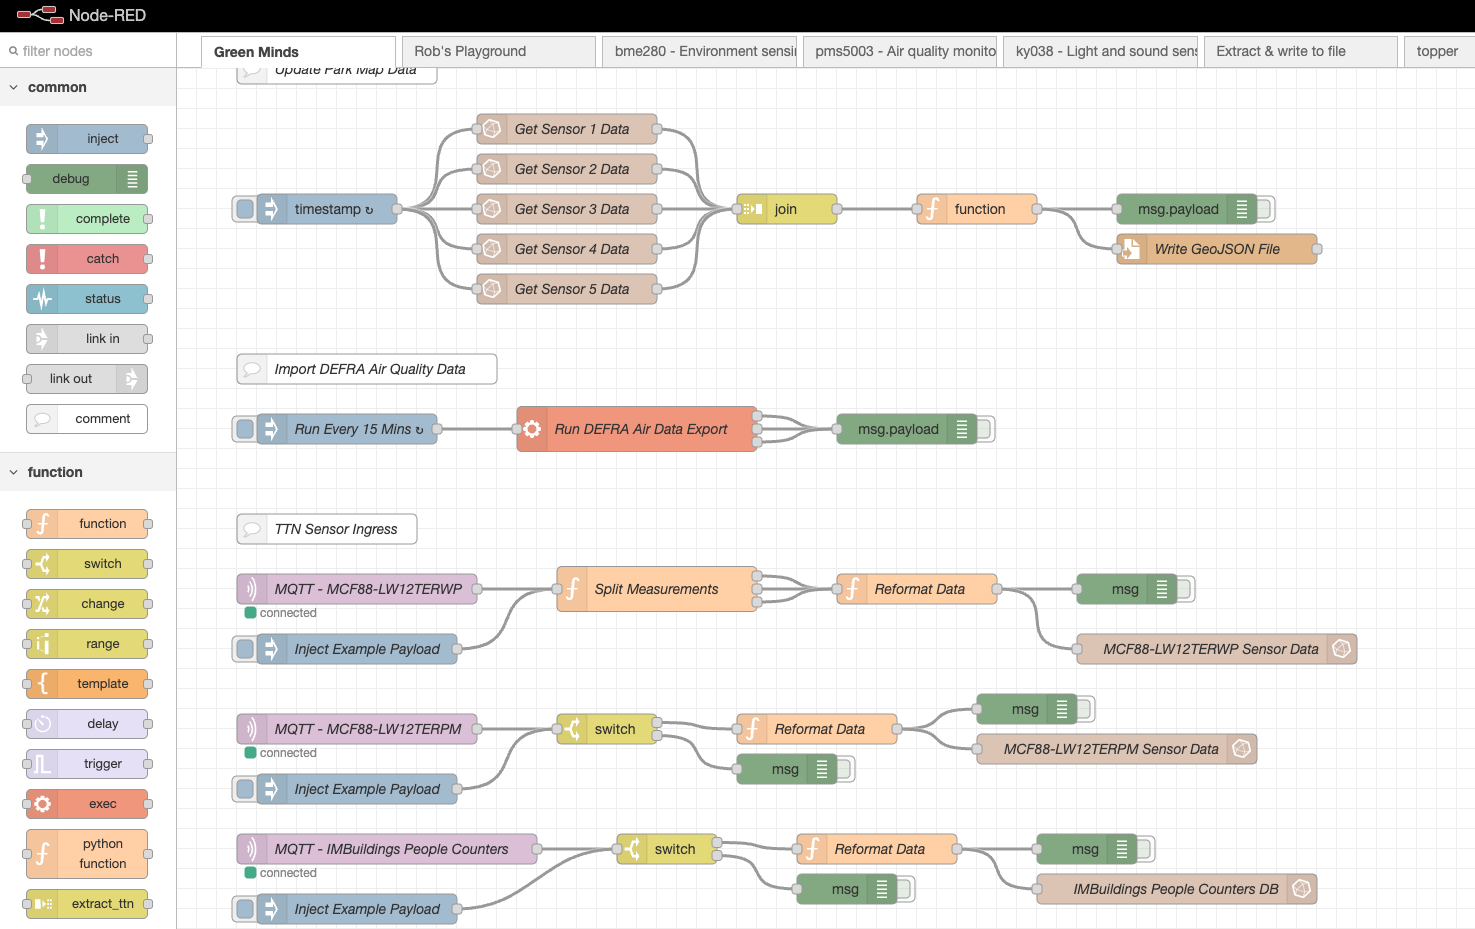 Node-RED
filter nodes
Green Minds
Rob's Playground
bme280 - Environment sensi
pms5003 - Air quality monito
ky038 - Light and sound sens
Extract & write to file
topper
common
inject
debug
complete
catch
status
link in
link out
comment
function
function
switch
change
range
template
delay
trigger
exec
python
function
extract_ttn
Update Park Map Data
Get Sensor 1 Data
Get Sensor 2 Data
timestamp ↻
Get Sensor 3 Data
join
function
msg.payload
Get Sensor 4 Data
Write GeoJSON File
Get Sensor 5 Data
Import DEFRA Air Quality Data
Run Every 15 Mins ↻
Run DEFRA Air Data Export
msg.payload
TTN Sensor Ingress
MQTT - MCF88-LW12TERWP
Split Measurements
Reformat Data
msg
connected
Inject Example Payload
MCF88-LW12TERWP Sensor Data
msg
MQTT - MCF88-LW12TERPM
switch
Reformat Data
connected
MCF88-LW12TERPM Sensor Data
msg
Inject Example Payload
MQTT - IMBuildings People Counters
switch
Reformat Data
msg
connected
msg
IMBuildings People Counters DB
Inject Example Payload